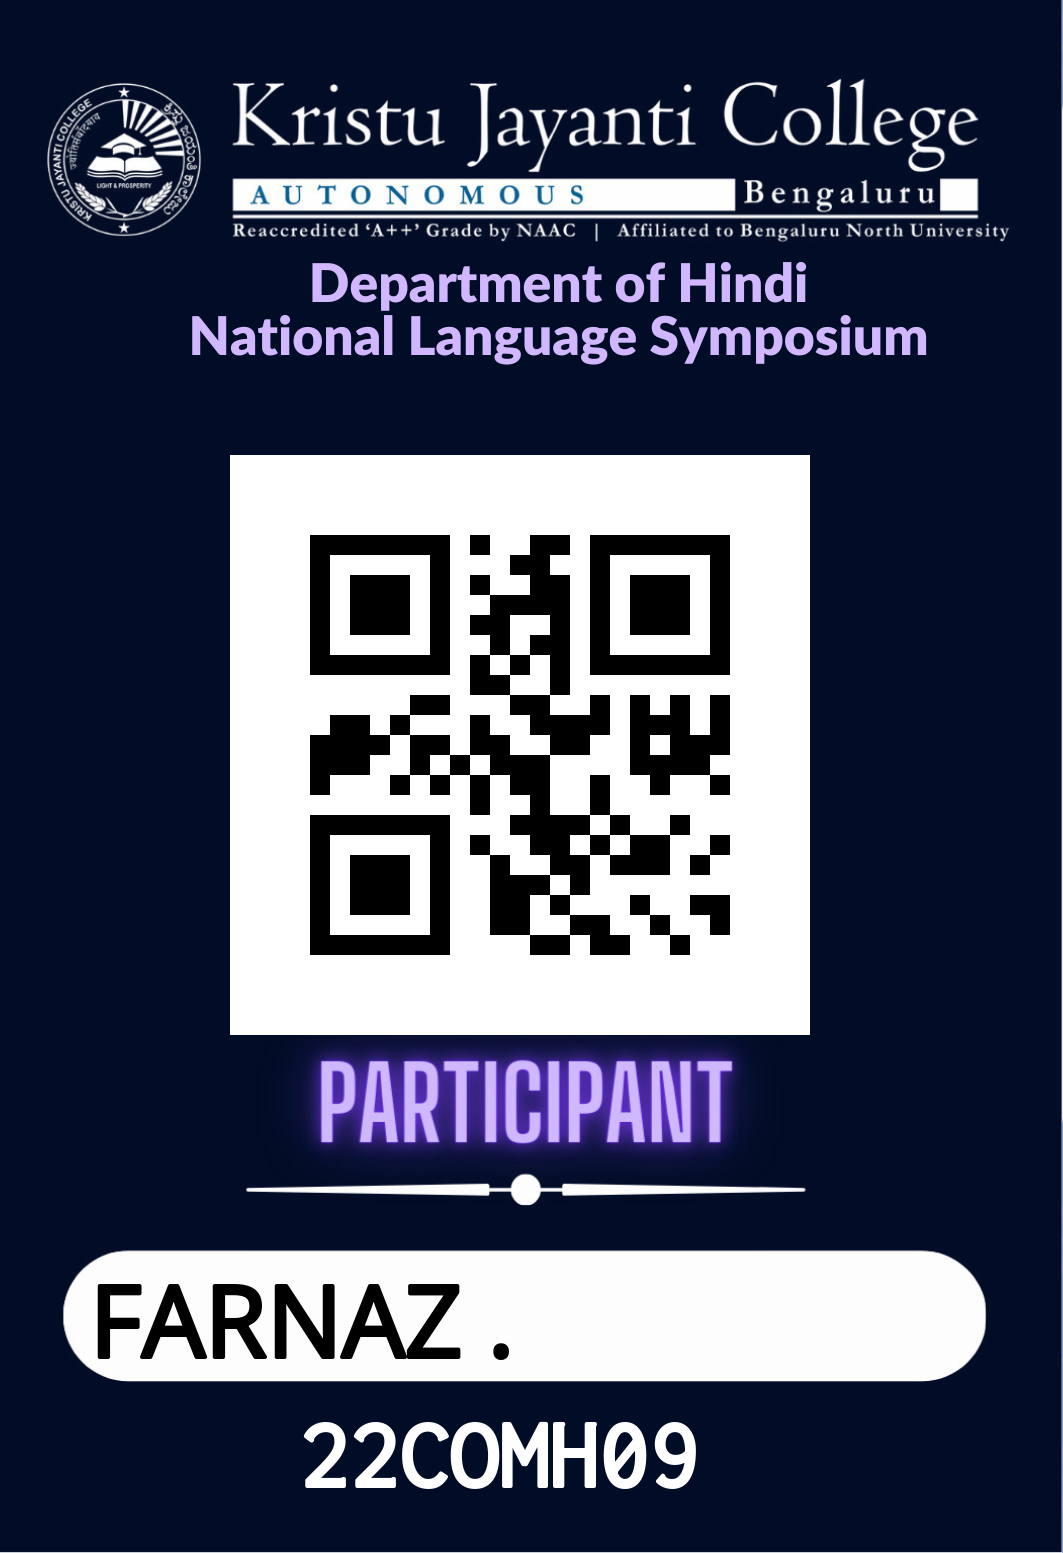 KRISTU JAYANTI COLLEGE
LIGHT & PROSPERITY
Kristu Jayanti College
AUTONOMOUS Bengaluru
Reaccredited ‘A++’ Grade by NAAC | Affiliated to Bengaluru North University
Department of Hindi
National Language Symposium
PARTICIPANT
FARNAZ .
22COMH09